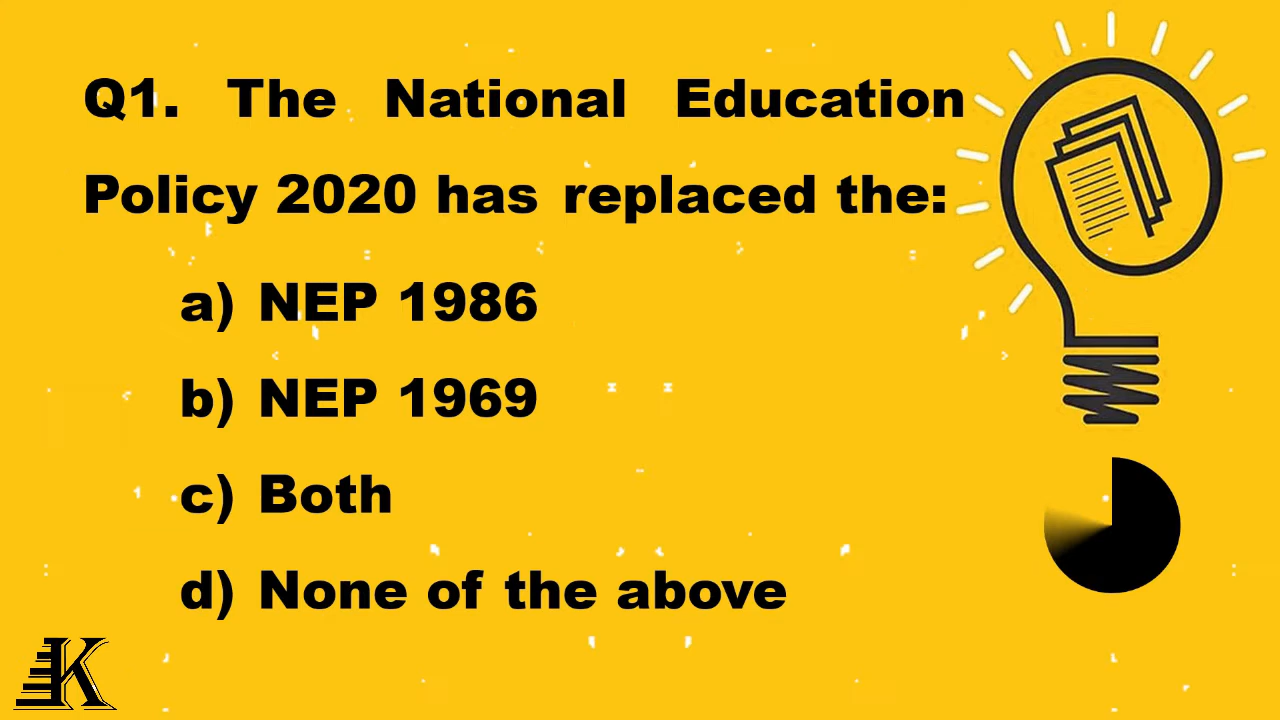 Q1. The National Education
Policy 2020 has replaced the:
a) NEP 1986
b) NEP 1969
c) Both
d) None of the above
K